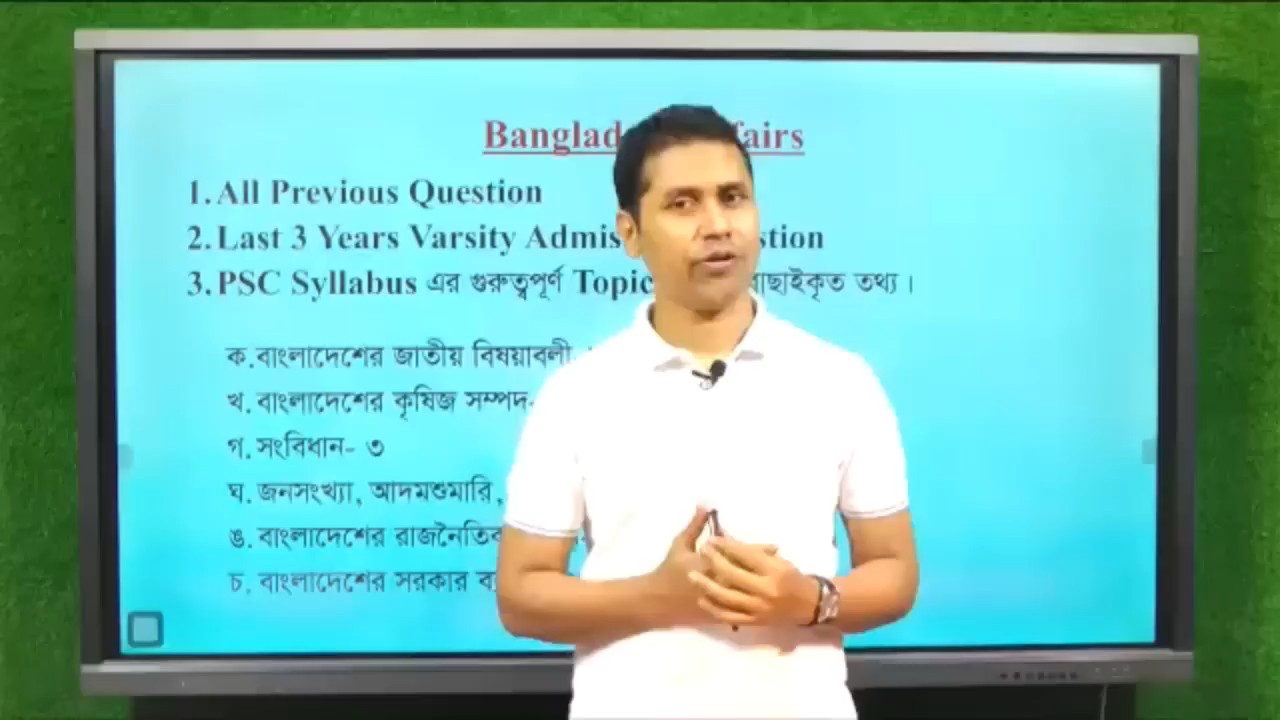 Banglad fairs
1. All Previous Question
2. Last 3 Years Varsity Admis stion
3. PSC Syllabus এর গুরুত্বপূর্ণ Topic বাছাইকৃত তথ্য।
ক. বাংলাদেশের জাতীয় বিষয়াবলী
খ. বাংলাদেশের কৃষিজ সম্পদ-
গ. সংবিধান- ৩
ঘ. জনসংখ্যা, আদমশুমারি,
ঙ. বাংলাদেশের রাজনৈতিক
চ. বাংলাদেশের সরকার ব্য